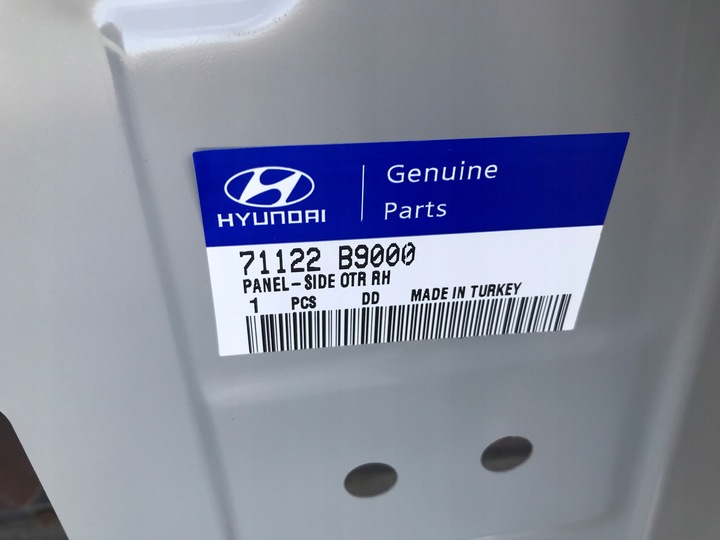 HYUNDAI
Genuine
Parts
71122 B9000
PANEL-SIDE OTR RH
1 PCS DD MADE IN TURKEY